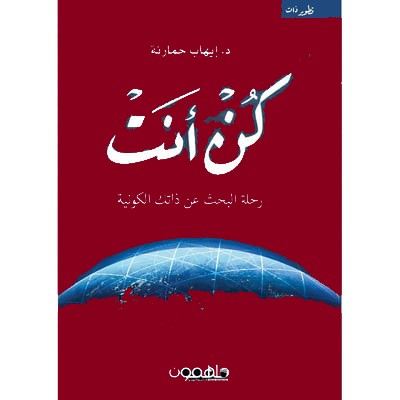 تطوير ذات
د. إيهاب حمارنة
كُنْ أنتَ
رحلة البحث عن ذاتك الكونية
ملهمون